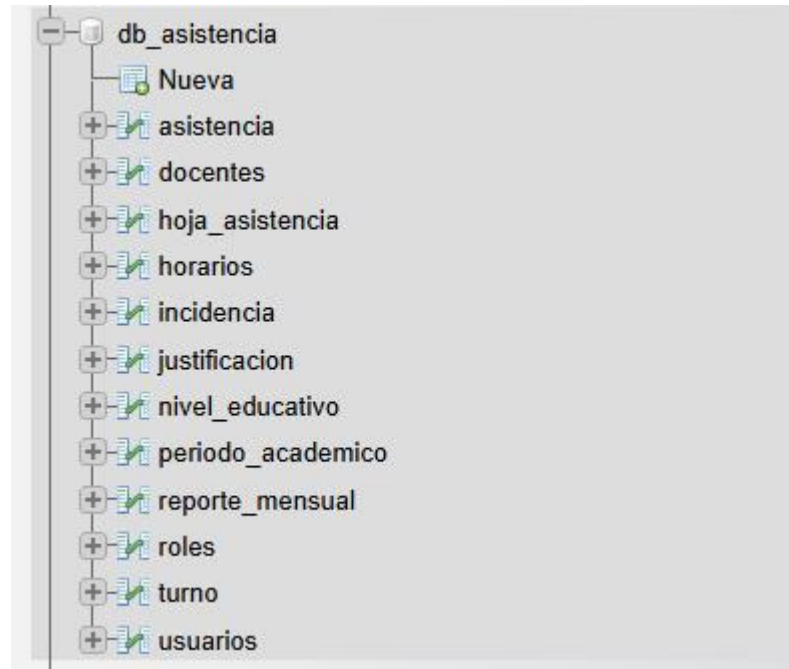 db_asistencia
Nueva
asistencia
docentes
hoja_asistencia
horarios
incidencia
justificacion
nivel_educativo
periodo_academico
reporte_mensual
roles
turno
usuarios